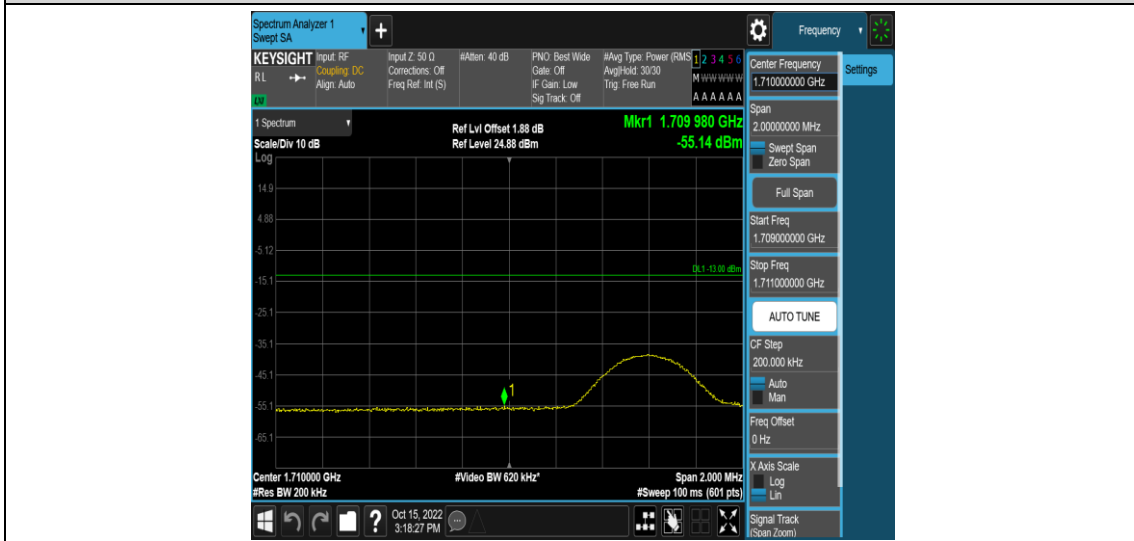 Spectrum Analyzer 1
Swept SA
+
Frequency
KEYSIGHT
RL
LXI
Input: RF
Coupling: DC
Align: Auto
Input Z: 50 Ω
Corrections: Off
Freq Ref: Int (S)
#Atten: 40 dB
PNO: Best Wide
Gate: Off
IF Gain: Low
Sig Track: Off
#Avg Type: Power (RMS
Avg|Hold: 30/30
Trig: Free Run
1 2 3 4 5 6
M W W W W W
A A A A A A
1 Spectrum
Scale/Div 10 dB
Ref Lvl Offset 1.88 dB
Ref Level 24.88 dBm
Mkr1 1.709 980 GHz
-55.14 dBm
Log
14.9
4.88
-5.12
DL1 -13.00 dBm
-15.1
-25.1
-35.1
-45.1
1
-55.1
-65.1
Center 1.710000 GHz
#Video BW 620 kHz*
Span 2.000 MHz
#Res BW 200 kHz
#Sweep 100 ms (601 pts)
Center Frequency
1.710000000 GHz
Settings
Span
2.00000000 MHz
Swept Span
Zero Span
Full Span
Start Freq
1.709000000 GHz
Stop Freq
1.711000000 GHz
AUTO TUNE
CF Step
200.000 kHz
Auto
Man
Freq Offset
0 Hz
X Axis Scale
Log
Lin
Signal Track
(Span Zoom)
?
Oct 15, 2022
3:18:27 PM